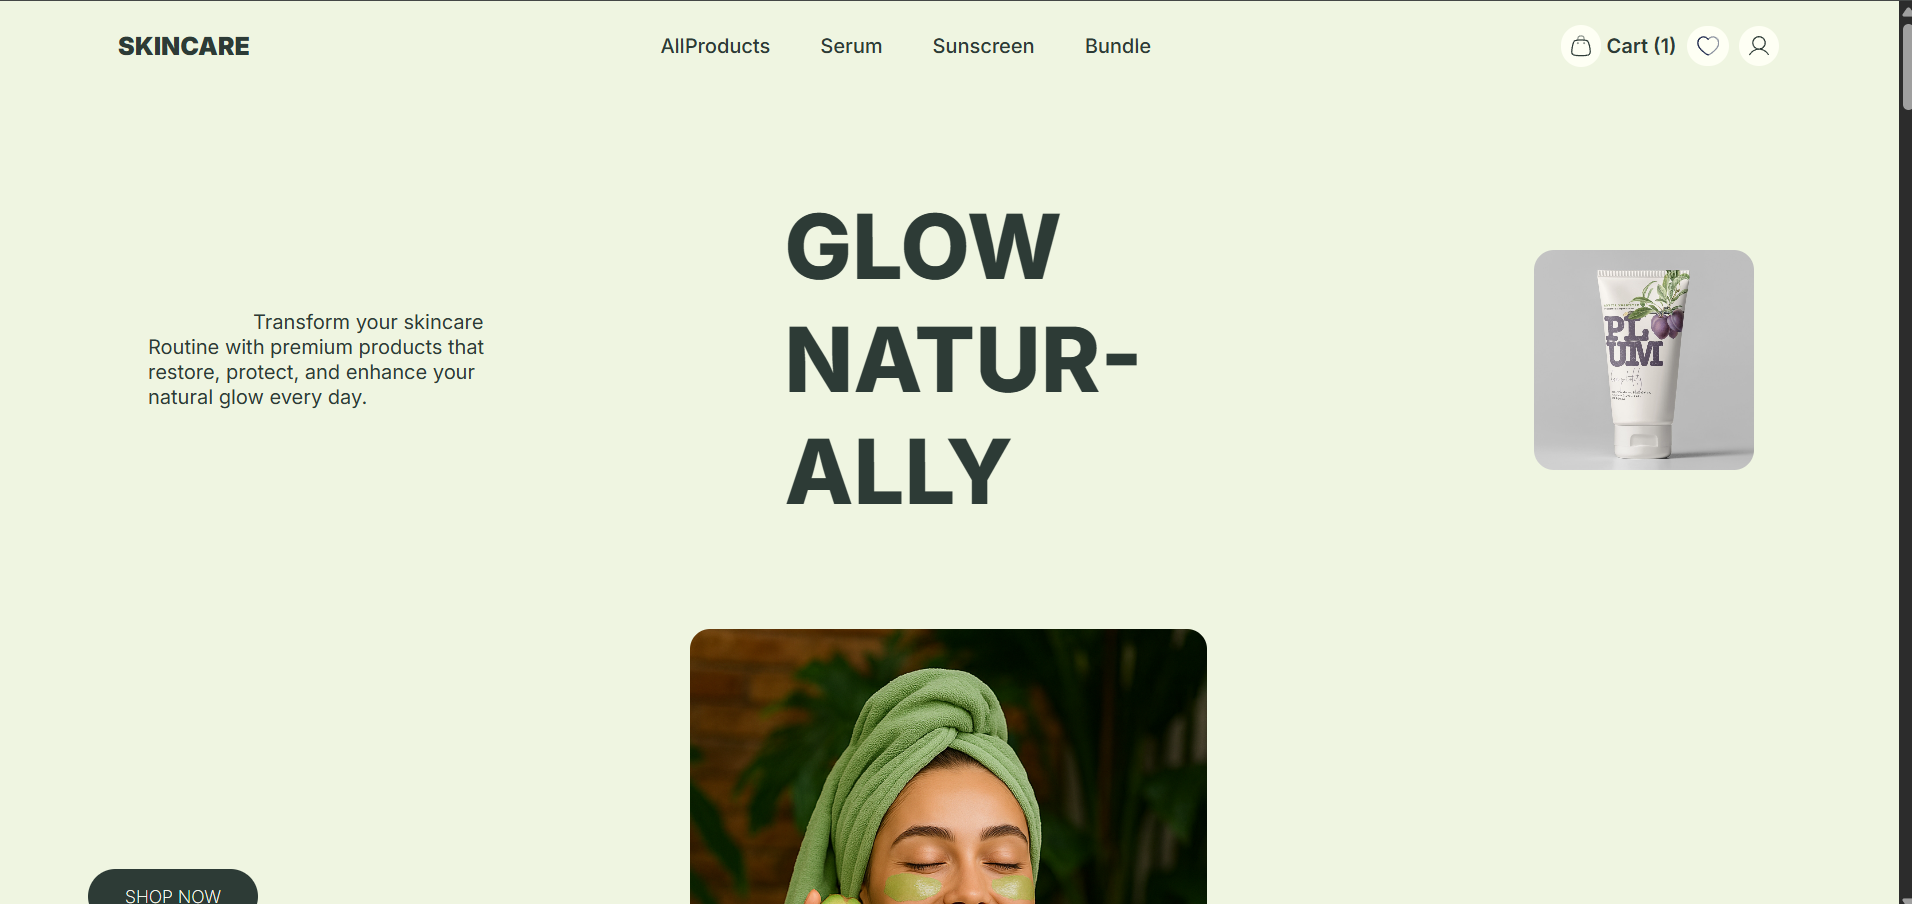 SKINCARE
AllProducts
Serum
Sunscreen
Bundle
Cart (1)
GLOW
NATUR-
ALLY
Transform your skincare
Routine with premium products that
restore, protect, and enhance your
natural glow every day.
PL
UM
SHOP NOW